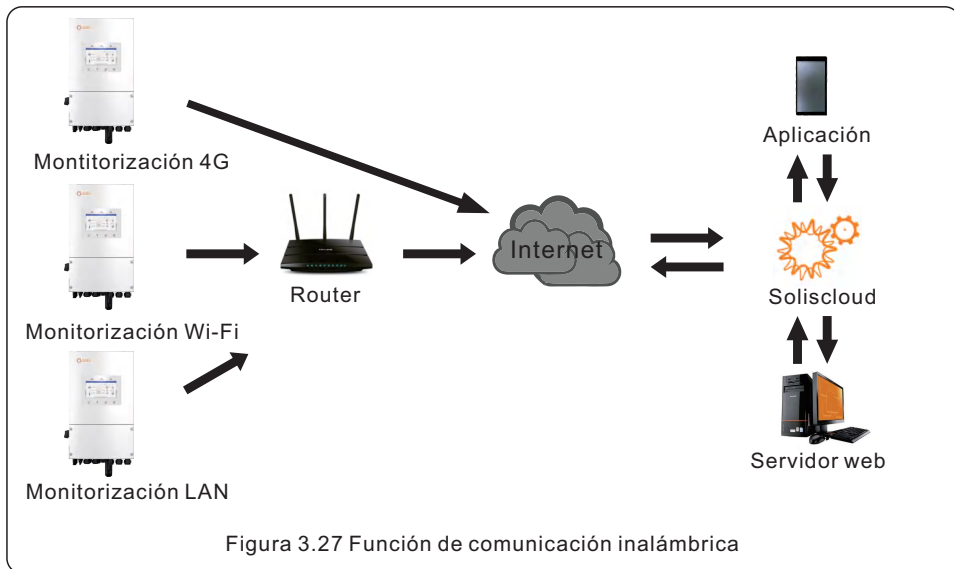 Montitorización 4G
Monitorización Wi-Fi
Monitorización LAN
Router
Internet
Aplicación
Soliscloud
Servidor web
Figura 3.27 Función de comunicación inalámbrica